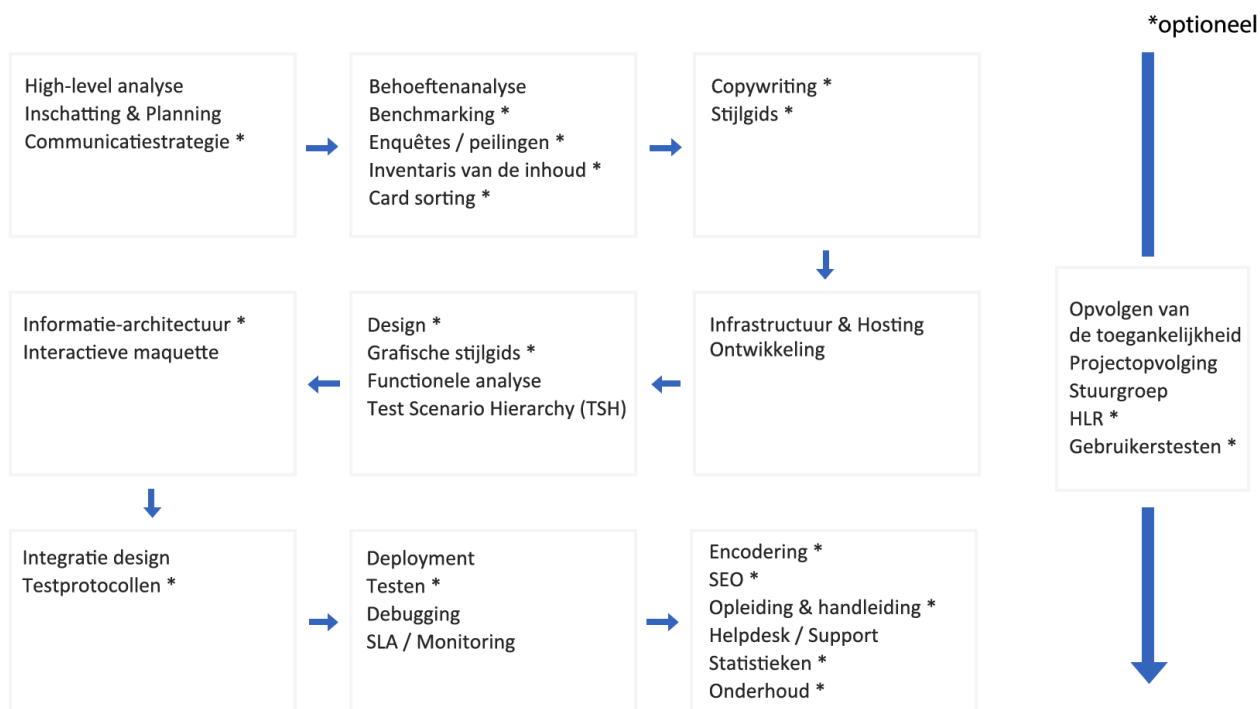 *optioneel
High-level analyse
Inschatting & Planning
Communicatiestrategie *
Behoeftenanalyse
Benchmarking *
Enquêtes / peilingen *
Inventaris van de inhoud *
Card sorting *
Copywriting *
Stijlgids *
Infrastructuur & Hosting
Ontwikkeling
Design *
Grafische stijlgids *
Functionele analyse
Test Scenario Hierarchy (TSH)
Informatie-architectuur *
Interactieve maquette
Integratie design
Testprotocollen *
Deployment
Testen *
Debugging
SLA / Monitoring
Encodering *
SEO *
Opleiding & handleiding *
Helpdesk / Support
Statistieken *
Onderhoud *
Opvolgen van
de toegankelijkheid
Projectopvolging
Stuurgroep
HLR *
Gebruikerstesten *